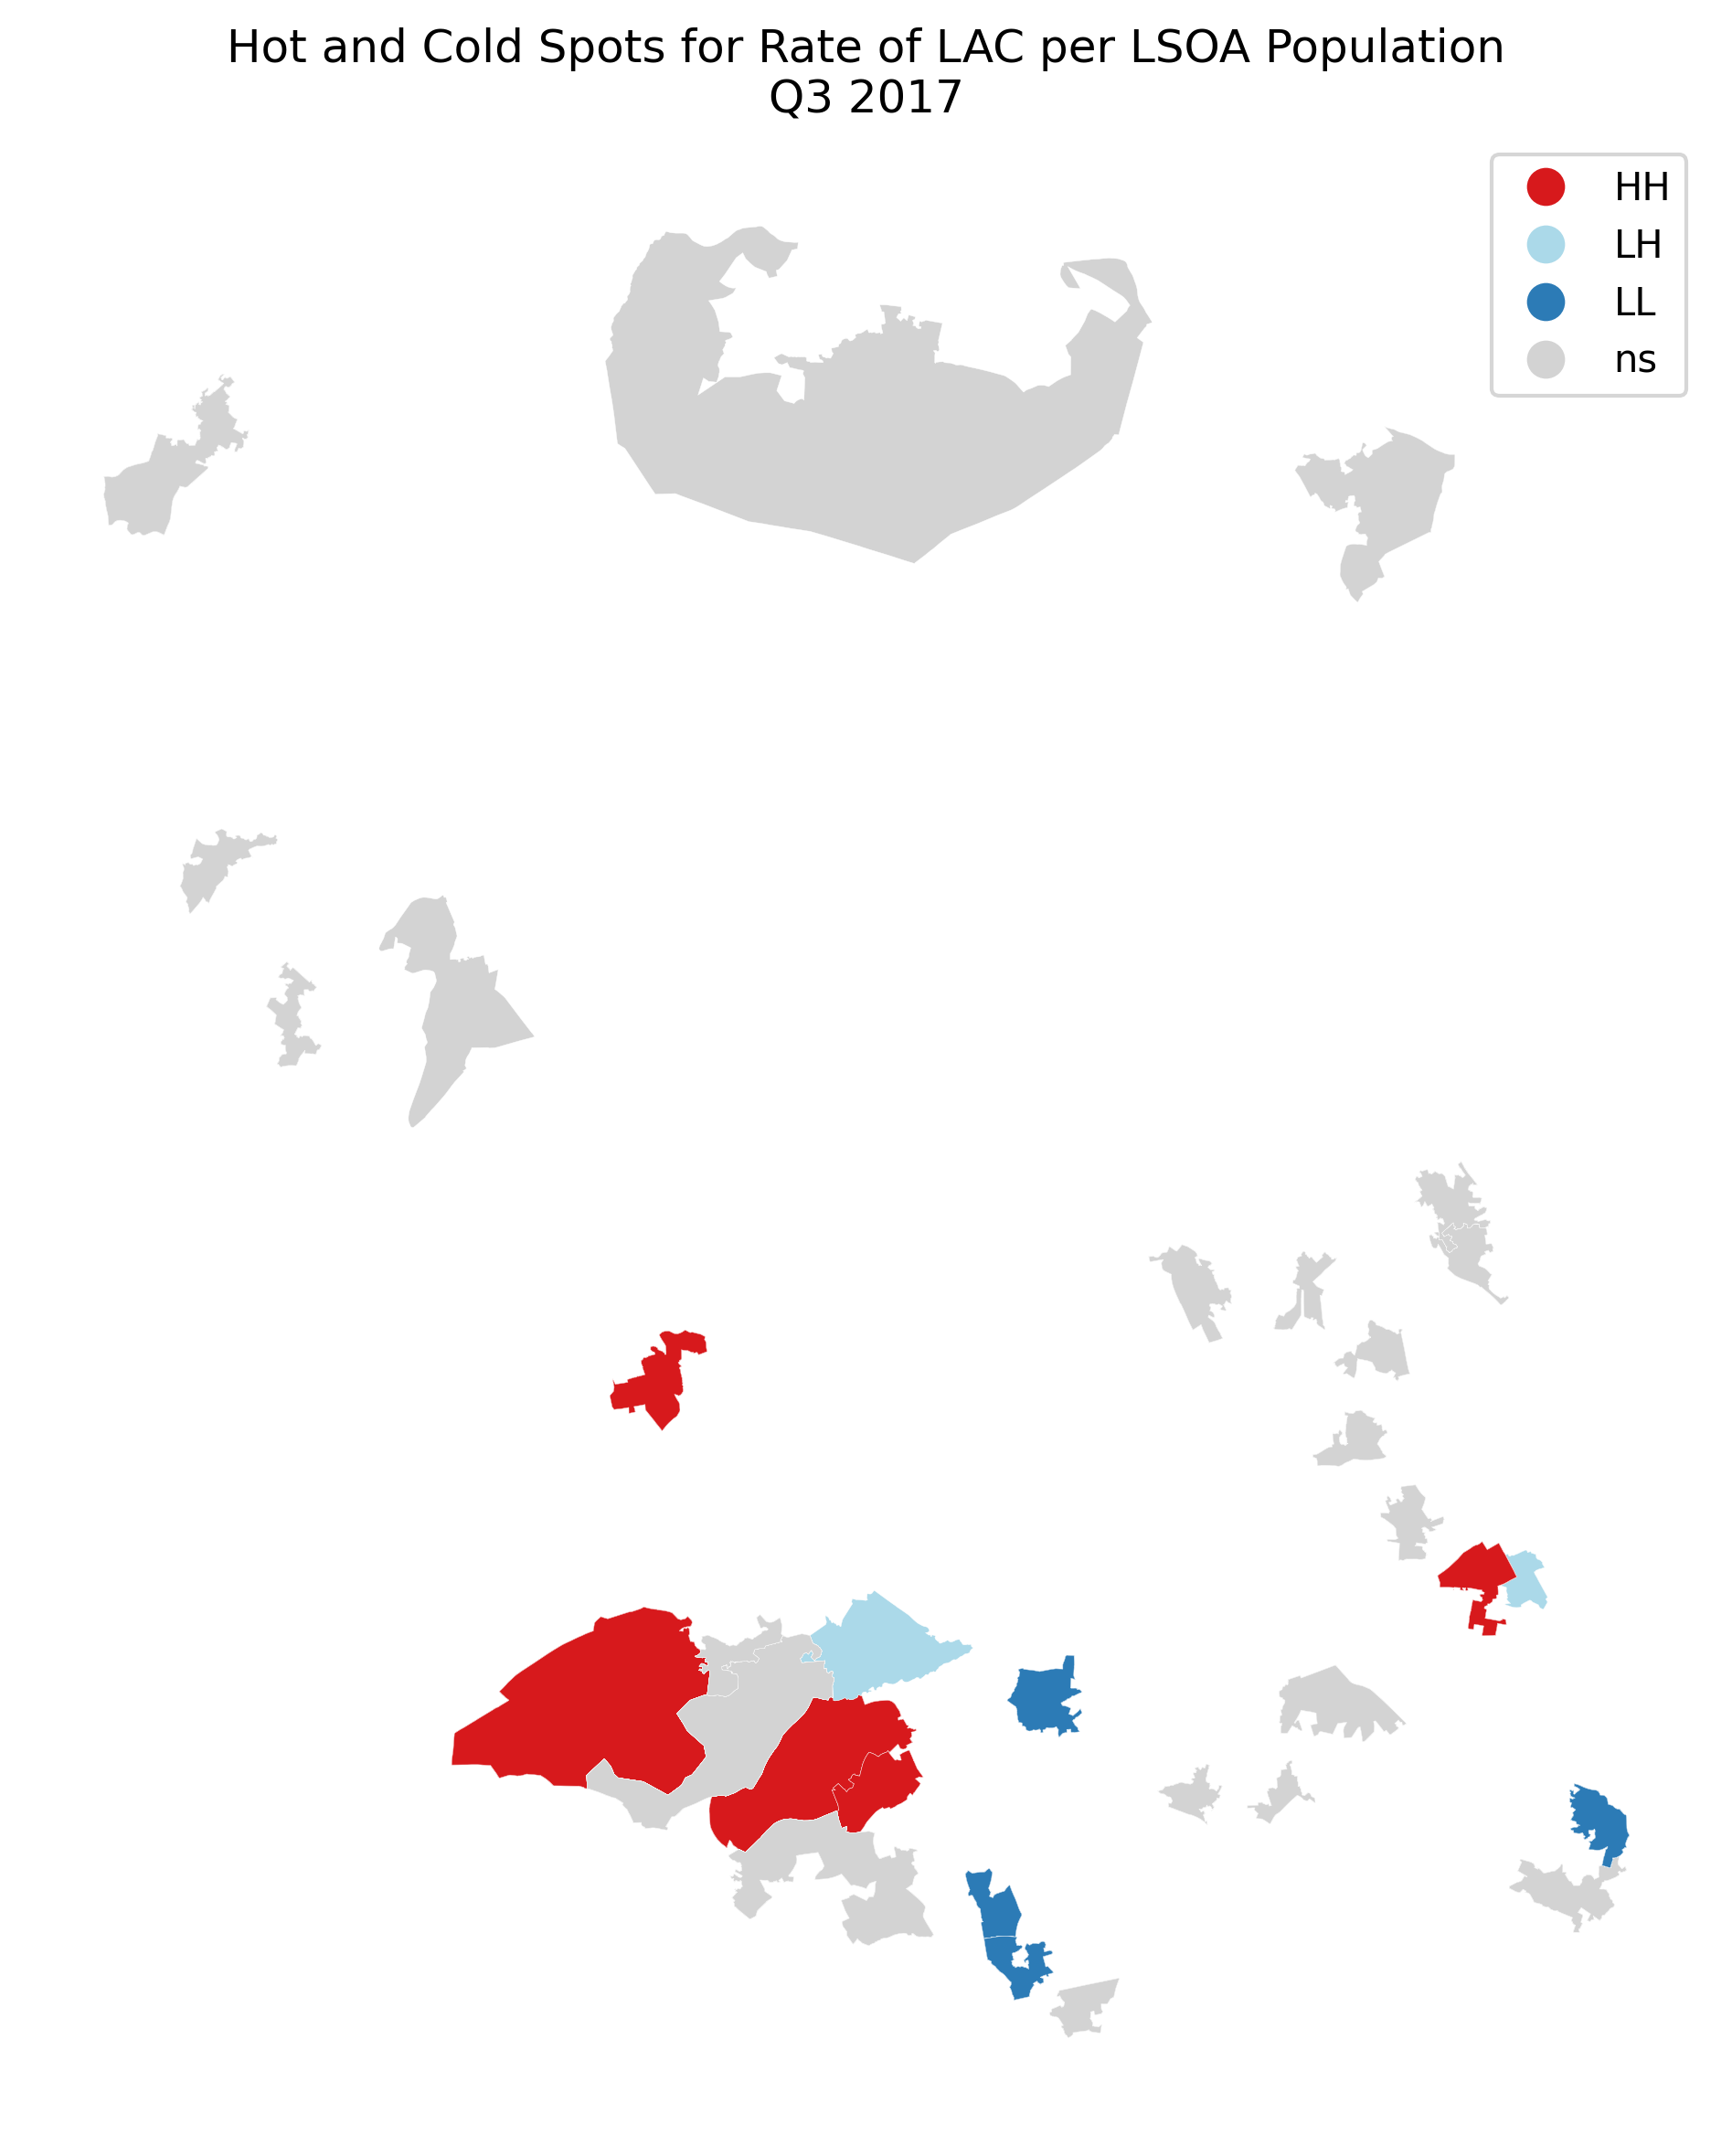 Hot and Cold Spots for Rate of LAC per LSOA Population
Q3 2017
HH
LH
LL
ns